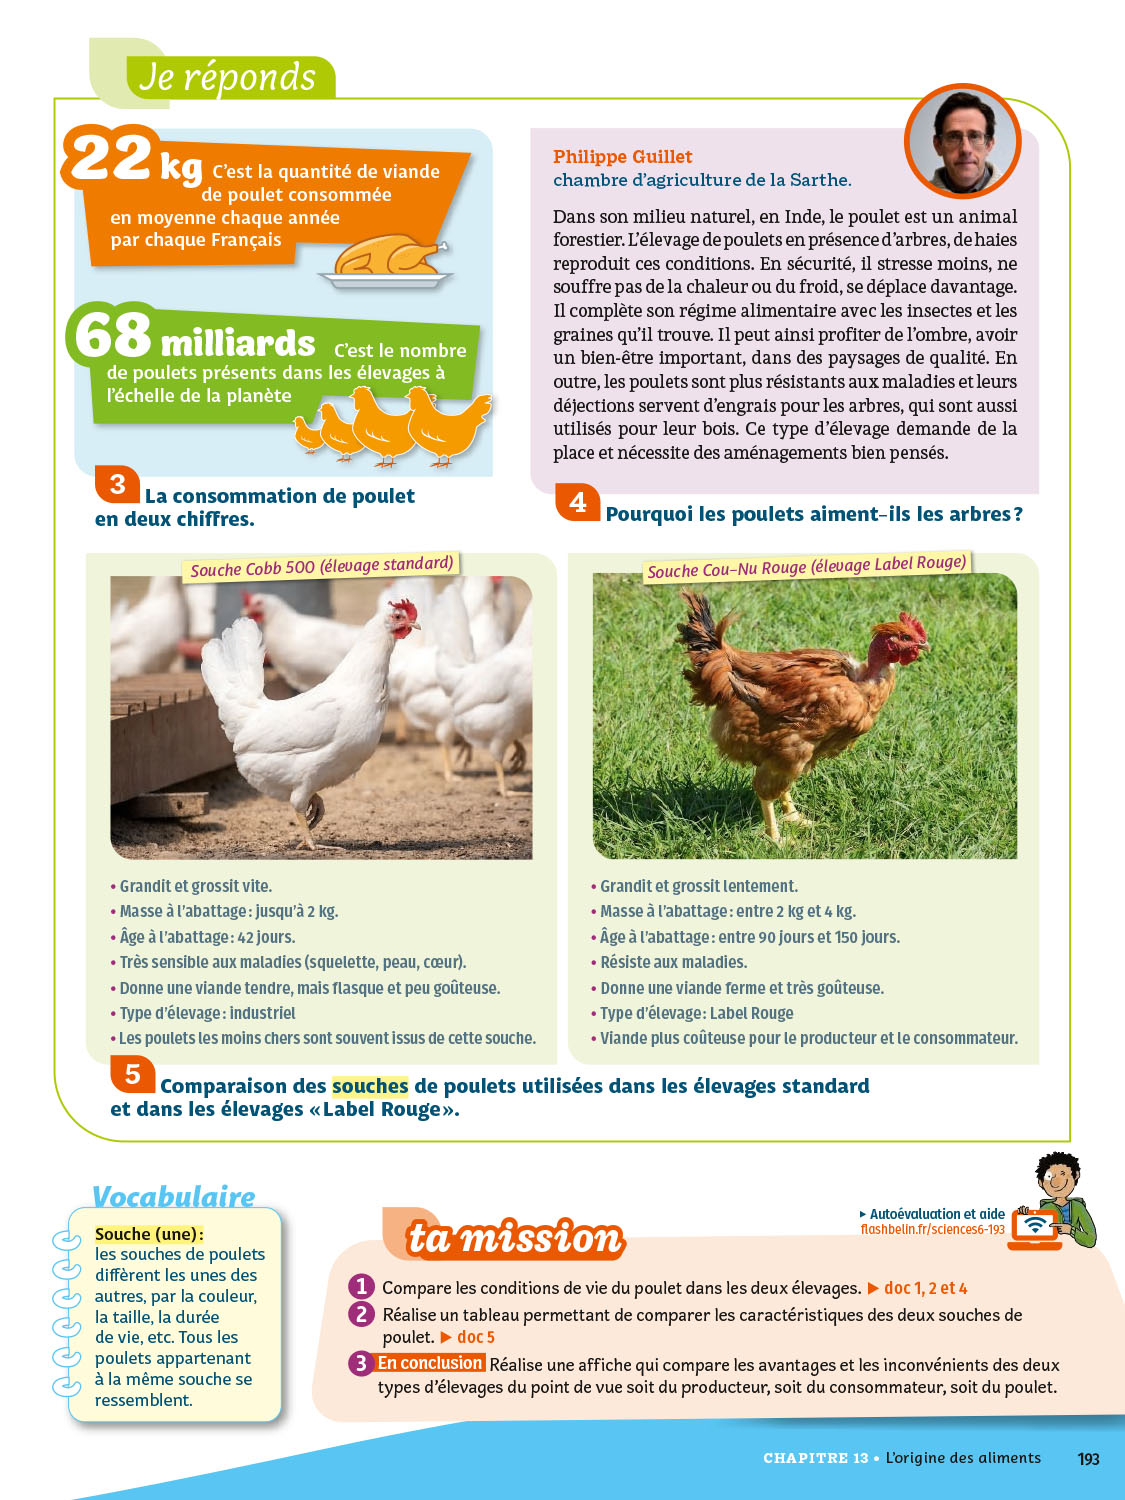 Je réponds
22 kg C'est la quantité de viande
de poulet consommée
en moyenne chaque année
par chaque Français
68 milliards C'est le nombre
de poulets présents dans les élevages à
l'échelle de la planète
3 La consommation de poulet
en deux chiffres.
Philippe Guillet
chambre d'agriculture de la Sarthe.
Dans son milieu naturel, en Inde, le poulet est un animal
forestier. L'élevage de poulets en présence d'arbres, de haies
reproduit ces conditions. En sécurité, il stresse moins, ne
souffre pas de la chaleur ou du froid, se déplace davantage.
Il complète son régime alimentaire avec les insectes et les
graines qu'il trouve. Il peut ainsi profiter de l'ombre, avoir
un bien-être important, dans des paysages de qualité. En
outre, les poulets sont plus résistants aux maladies et leurs
déjections servent d'engrais pour les arbres, qui sont aussi
utilisés pour leur bois. Ce type d'élevage demande de la
place et nécessite des aménagements bien pensés.
4 Pourquoi les poulets aiment-ils les arbres ?
Souche Cobb 500 (élevage standard)
• Grandit et grossit vite.
• Masse à l'abattage : jusqu'à 2 kg.
• Âge à l'abattage : 42 jours.
• Très sensible aux maladies (squelette, peau, cœur).
• Donne une viande tendre, mais flasque et peu goûteuse.
• Type d'élevage : industriel
• Les poulets les moins chers sont souvent issus de cette souche.
Souche Cou-Nu Rouge (élevage Label Rouge)
• Grandit et grossit lentement.
• Masse à l'abattage : entre 2 kg et 4 kg.
• Âge à l'abattage : entre 90 jours et 150 jours.
• Résiste aux maladies.
• Donne une viande ferme et très goûteuse.
• Type d'élevage : Label Rouge
• Viande plus coûteuse pour le producteur et le consommateur.
5 Comparaison des souches de poulets utilisées dans les élevages standard
et dans les élevages « Label Rouge ».
Vocabulaire
Souche (une) :
les souches de poulets
diffèrent les unes des
autres, par la couleur,
la taille, la durée
de vie, etc. Tous les
poulets appartenant
à la même souche se
ressemblent.
ta mission
▶ Autoévaluation et aide
flashbelin.fr/sciences6-193
1 Compare les conditions de vie du poulet dans les deux élevages. ▶ doc 1, 2 et 4
2 Réalise un tableau permettant de comparer les caractéristiques des deux souches de
poulet. ▶ doc 5
3 En conclusion Réalise une affiche qui compare les avantages et les inconvénients des deux
types d'élevages du point de vue soit du producteur, soit du consommateur, soit du poulet.
CHAPITRE 13 • L'origine des aliments 193